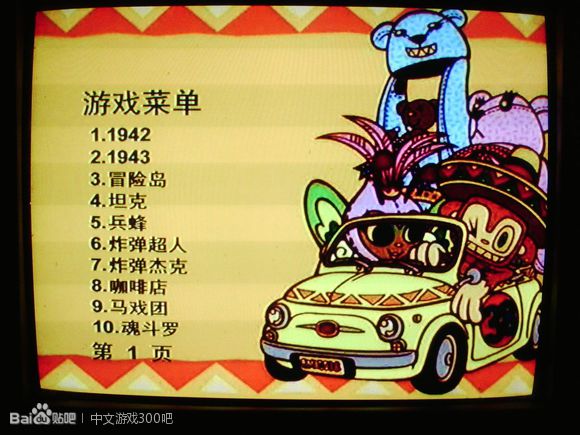 游戏菜单
1.1942
2.1943
3.冒险岛
4.坦克
5.兵蜂
6.炸弹超人
7.炸弹杰克
8.咖啡店
9.马戏团
10.魂斗罗
第 1 页
Bai贴吧 | 中文游戏300吧